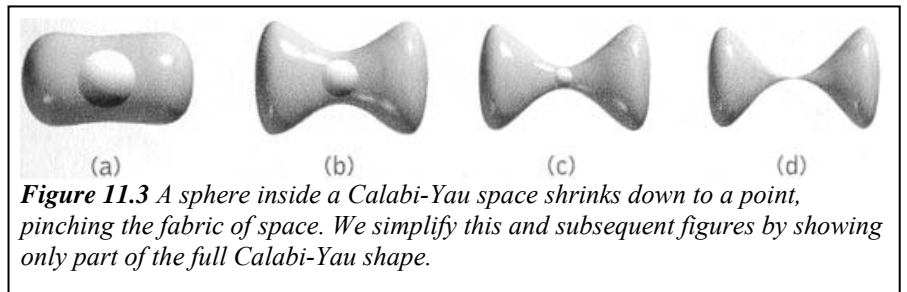 (a) (b) (c) (d)
Figure 11.3 A sphere inside a Calabi-Yau space shrinks down to a point,
pinching the fabric of space. We simplify this and subsequent figures by showing
only part of the full Calabi-Yau shape.